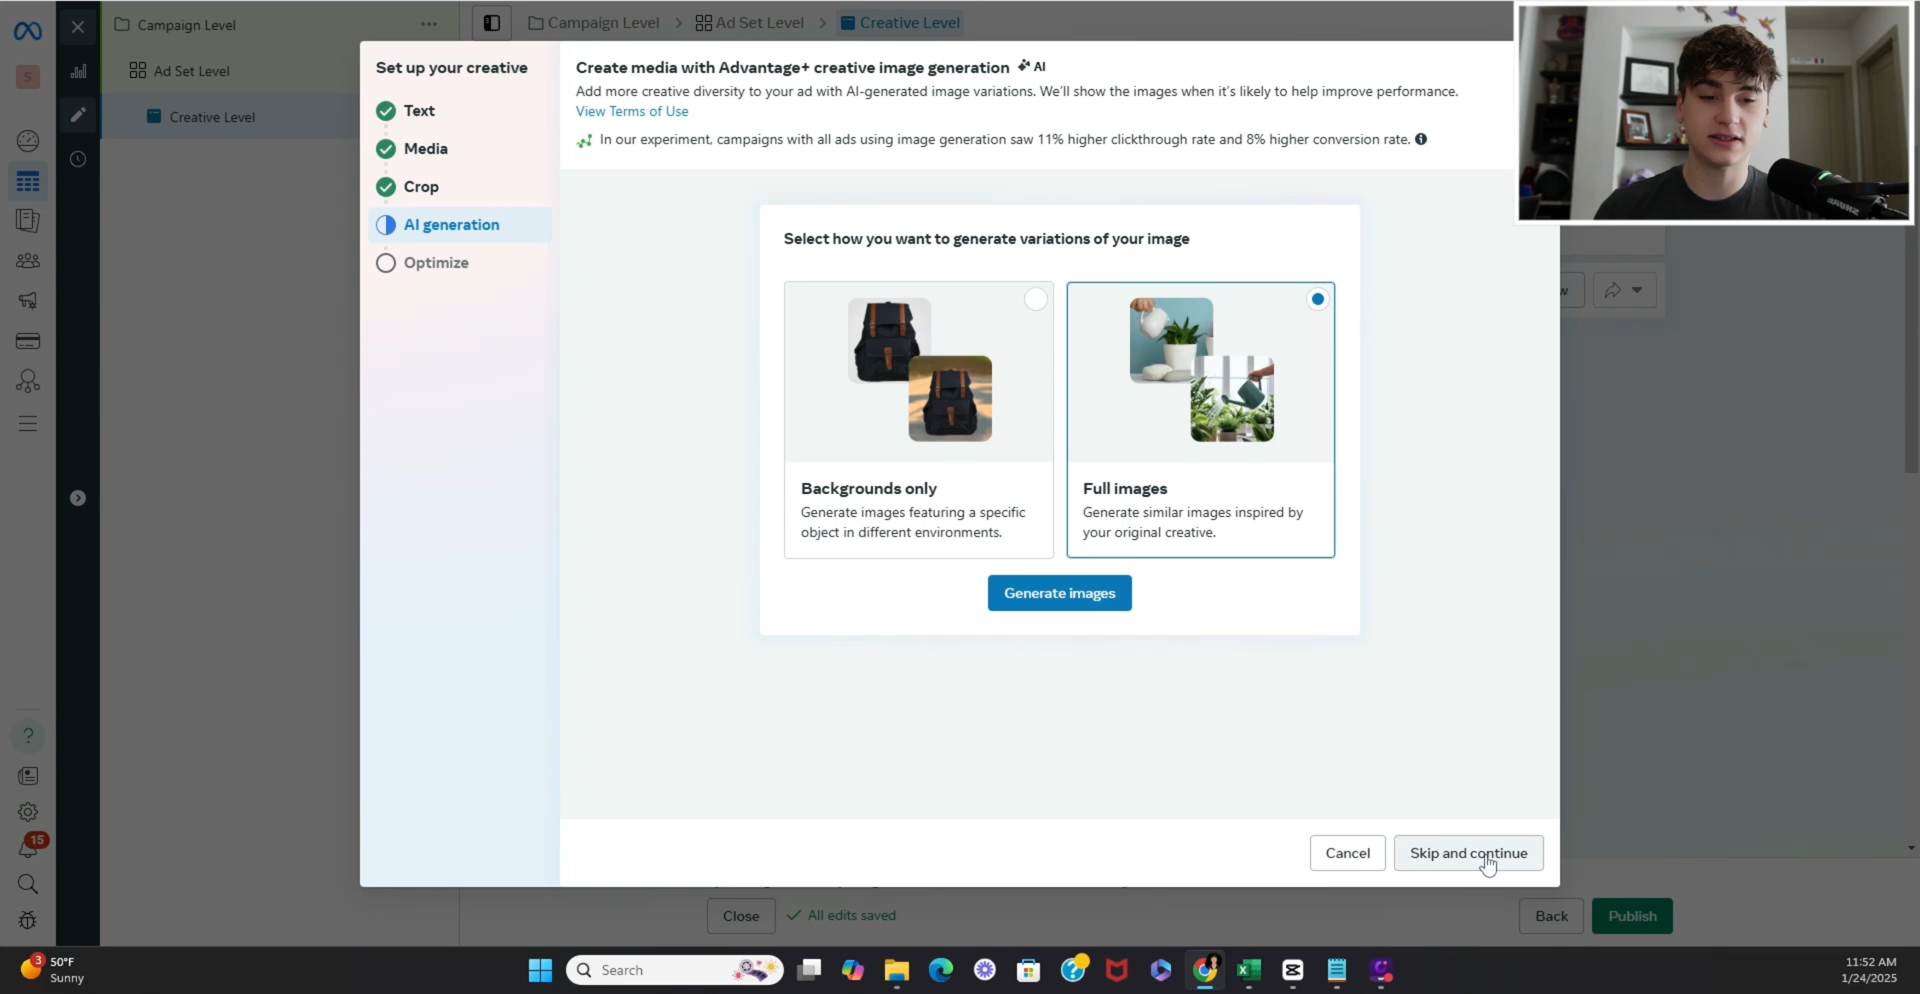 Campaign Level
Ad Set Level
Creative Level
Campaign Level > Ad Set Level > Creative Level
Set up your creative
Text
Media
Crop
AI generation
Optimize
Create media with Advantage+ creative image generation AI
Add more creative diversity to your ad with AI-generated image variations. We'll show the images when it's likely to help improve performance.
View Terms of Use
In our experiment, campaigns with all ads using image generation saw 11% higher clickthrough rate and 8% higher conversion rate.
Select how you want to generate variations of your image
Backgrounds only
Generate images featuring a specific
object in different environments.
Full images
Generate similar images inspired by
your original creative.
Generate images
Cancel
Skip and continue
Close
All edits saved
Back
Publish
S
15
3
50°F
Sunny
Search
11:52 AM
1/24/2025
SHURE